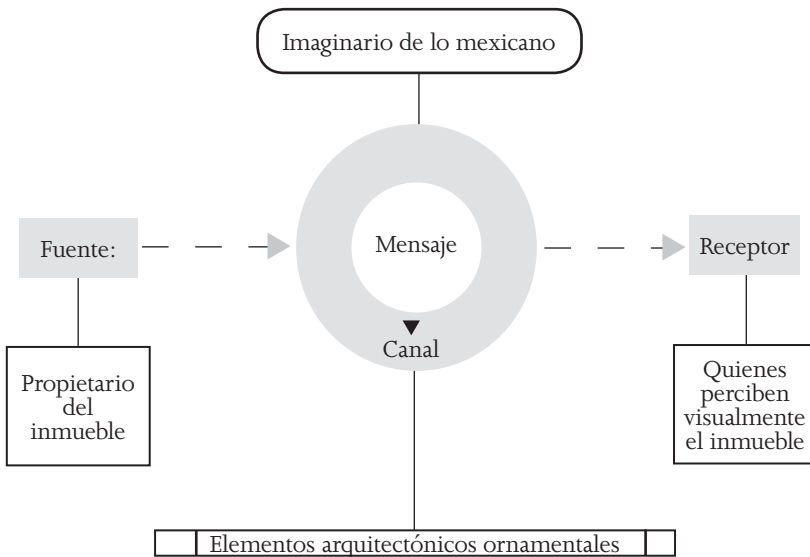 Imaginario de lo mexicano
Fuente:
Mensaje
Receptor
Canal
Propietario
del
inmueble
Quienes
perciben
visualmente
el inmueble
Elementos arquitectónicos ornamentales